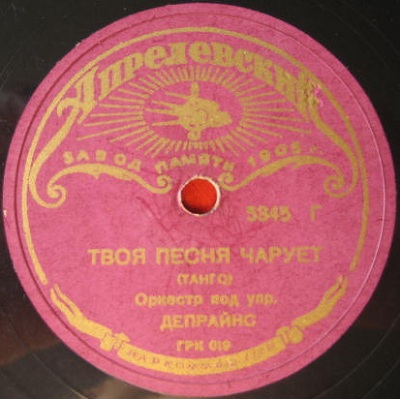 Апрелевский
ЗАВОД ПАМЯТИ 1905 г.
3845 Г
ТВОЯ ПЕСНЯ ЧАРУЕТ
(ТАНГО)
Оркестр под упр.
ДЕПРАЙНС
ГРК 019